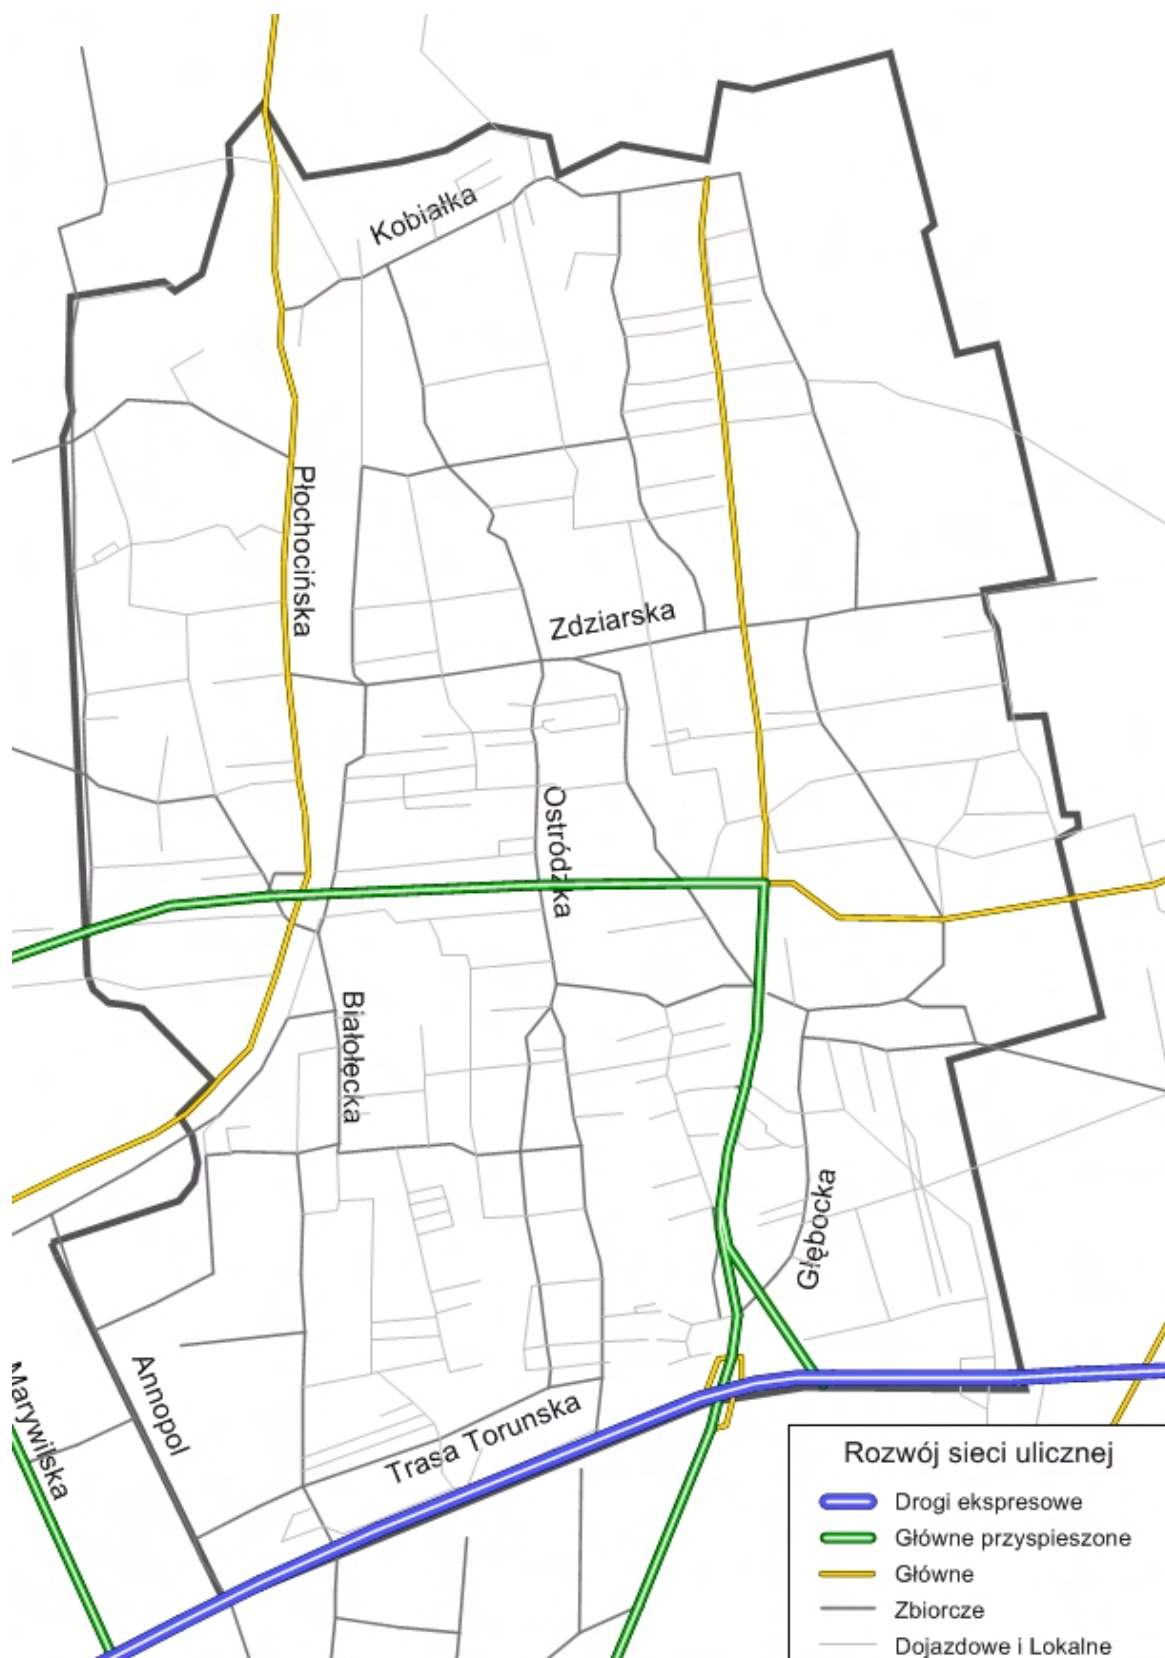 Kobiałka
Płochocińska
Zdziarska
Ostródzka
Białołecka
Głębocka
Marywilska
Annopol
Trasa Torunska
Rozwój sieci ulicznej
Drogi ekspresowe
Główne przyspieszone
Główne
Zbiorcze
Dojazdowe i Lokalne